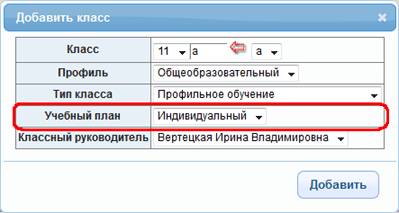 Добавить класс
Класс 11 а а
Профиль Общеобразовательный
Тип класса Профильное обучение
Учебный план Индивидуальный
Классный руководитель Вертецкая Ирина Владимировна
Добавить